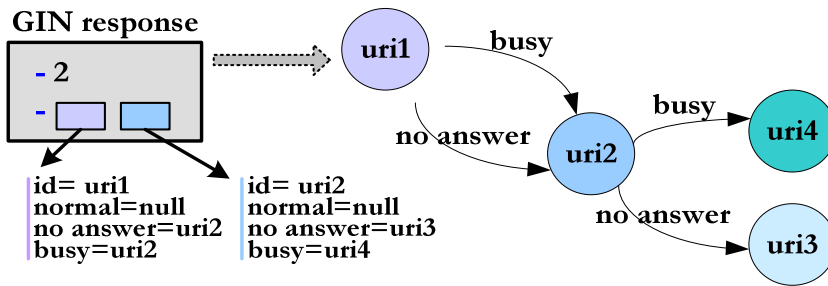 GIN response
- 2
-
id= uri1
normal=null
no answer=uri2
busy=uri2
id= uri2
normal=null
no answer=uri3
busy=uri4
uri1
busy
no answer
uri2
busy
uri4
no answer
uri3